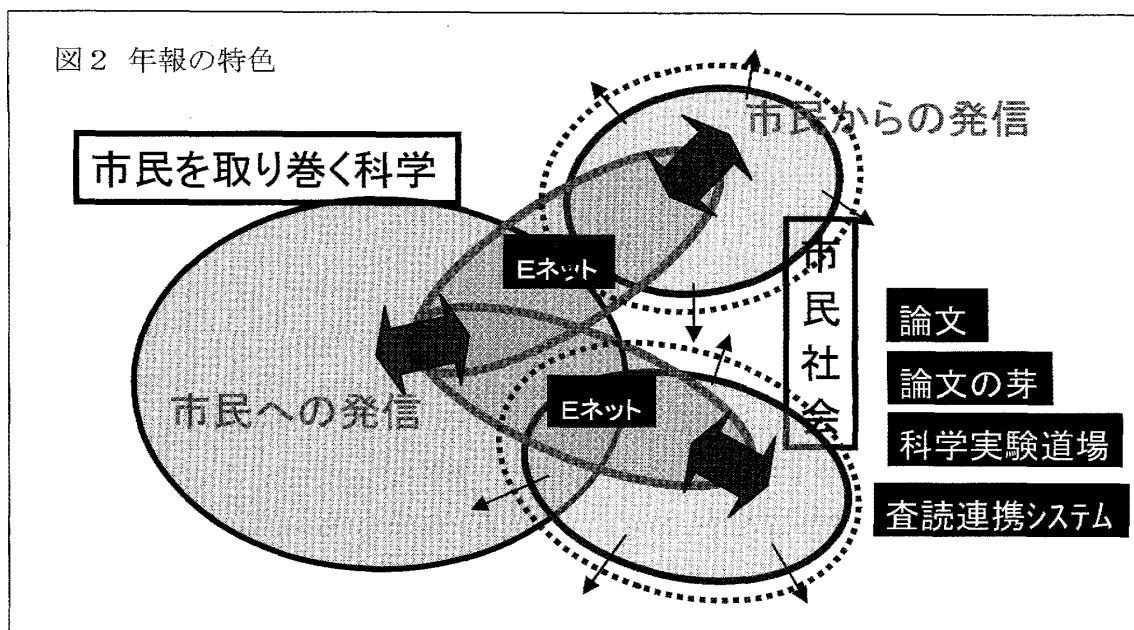 図2 年報の特色
市民からの発信
市民を取り巻く科学
Eネット
市民社会
論文
論文の芽
Eネット
市民への発信
科学実験道場
査読連携システム